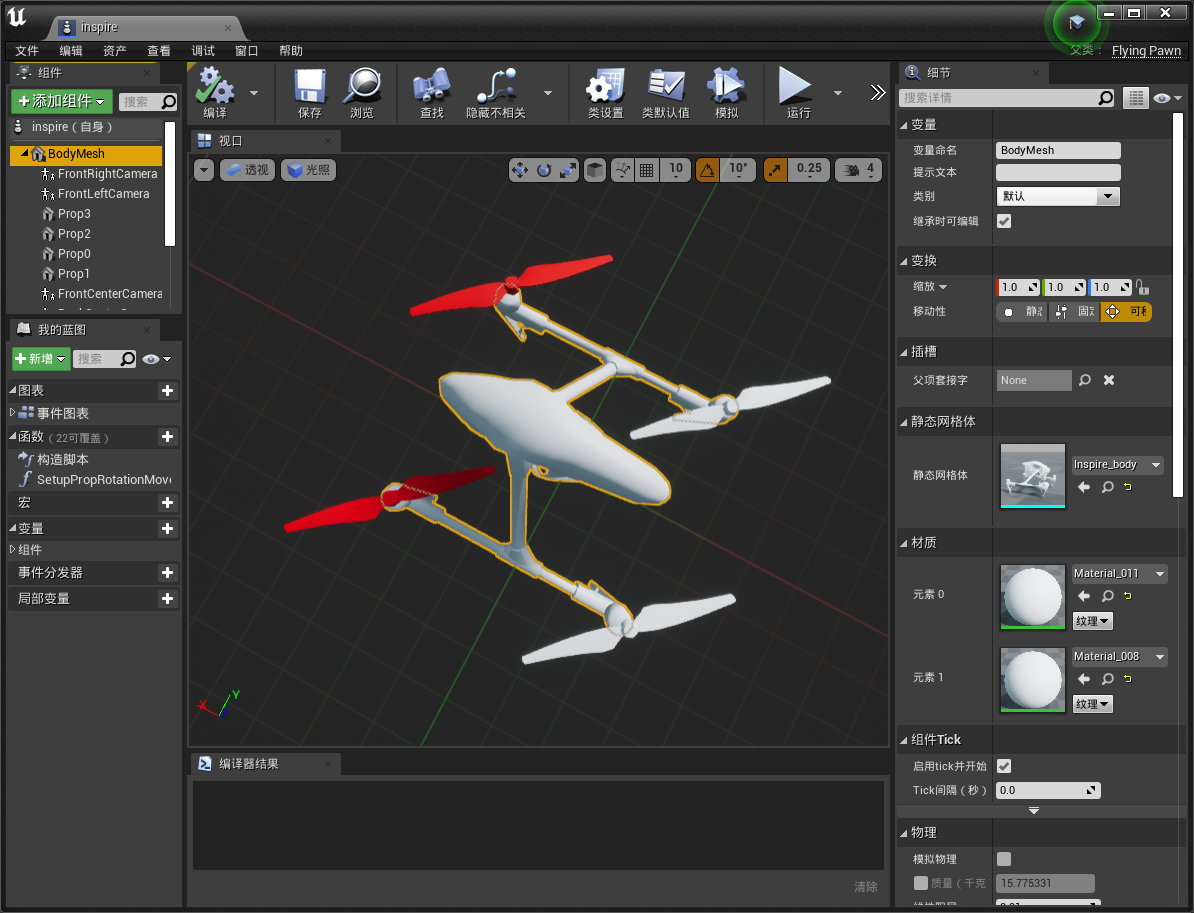 inspire
文件 编辑 资产 查看 调试 窗口 帮助
父类： Flying Pawn
组件
添加组件
搜索
inspire（自身）
BodyMesh
FrontRightCamera
FrontLeftCamera
Prop3
Prop2
Prop0
Prop1
FrontCenterCamera
我的蓝图
新增
搜索
图表
事件图表
函数（22可覆盖）
构造脚本
SetupPropRotationMove
宏
变量
组件
事件分发器
局部变量
编译
保存
浏览
查找
隐藏不相关
类设置
类默认值
模拟
运行
视口
透视
光照
10
10°
0.25
4
X
Y
编译器结果
清除
细节
搜索详情
变量
变量命名
BodyMesh
提示文本
类别
默认
继承时可编辑
变换
缩放
1.0 1.0 1.0
移动性
静态
固定
可移
插槽
父项套接字
None
静态网格体
静态网格体
Inspire_body
材质
元素 0
Material_011
纹理
元素 1
Material_008
纹理
组件Tick
启用tick并开始
Tick间隔（秒）
0.0
物理
模拟物理
质量（千克
15.775331